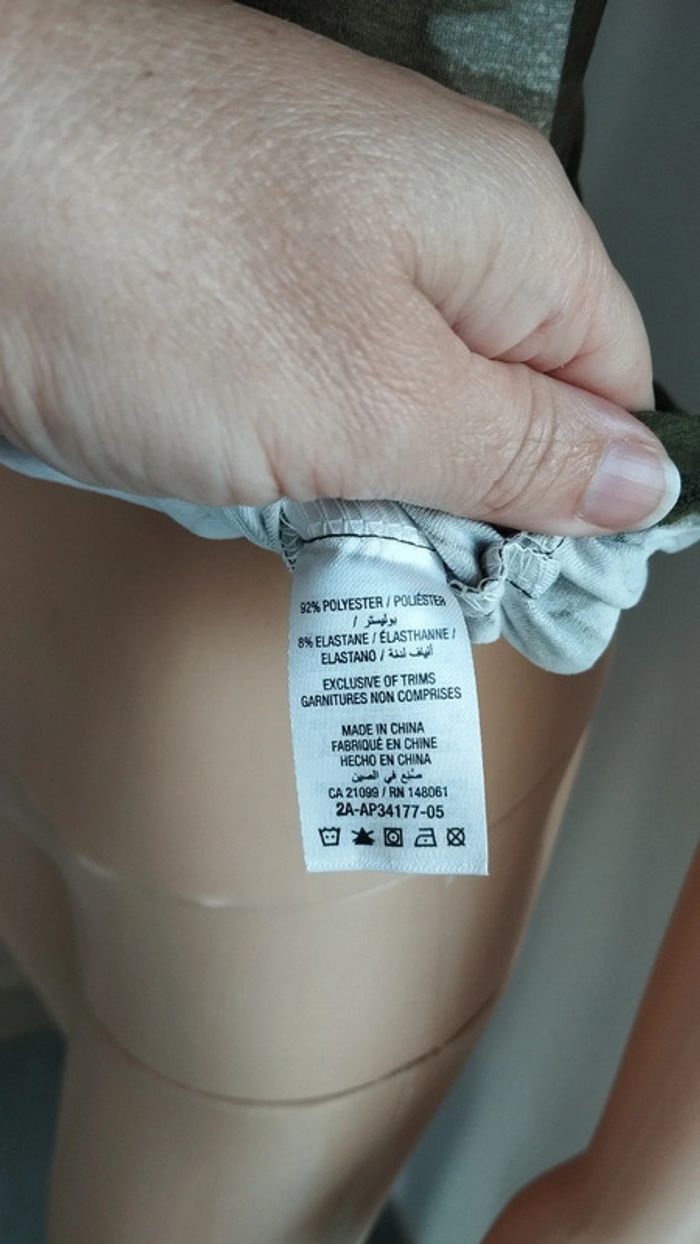 92% POLYESTER / POLIÉSTER
/ بوليستر
8% ELASTANE / ÉLASTHANNE /
ELASTANO / ألياف لدنة
EXCLUSIVE OF TRIMS
GARNITURES NON COMPRISES
MADE IN CHINA
FABRIQUÉ EN CHINE
HECHO EN CHINA
صنع في الصين
CA 21099 / RN 148061
2A-AP34177-05